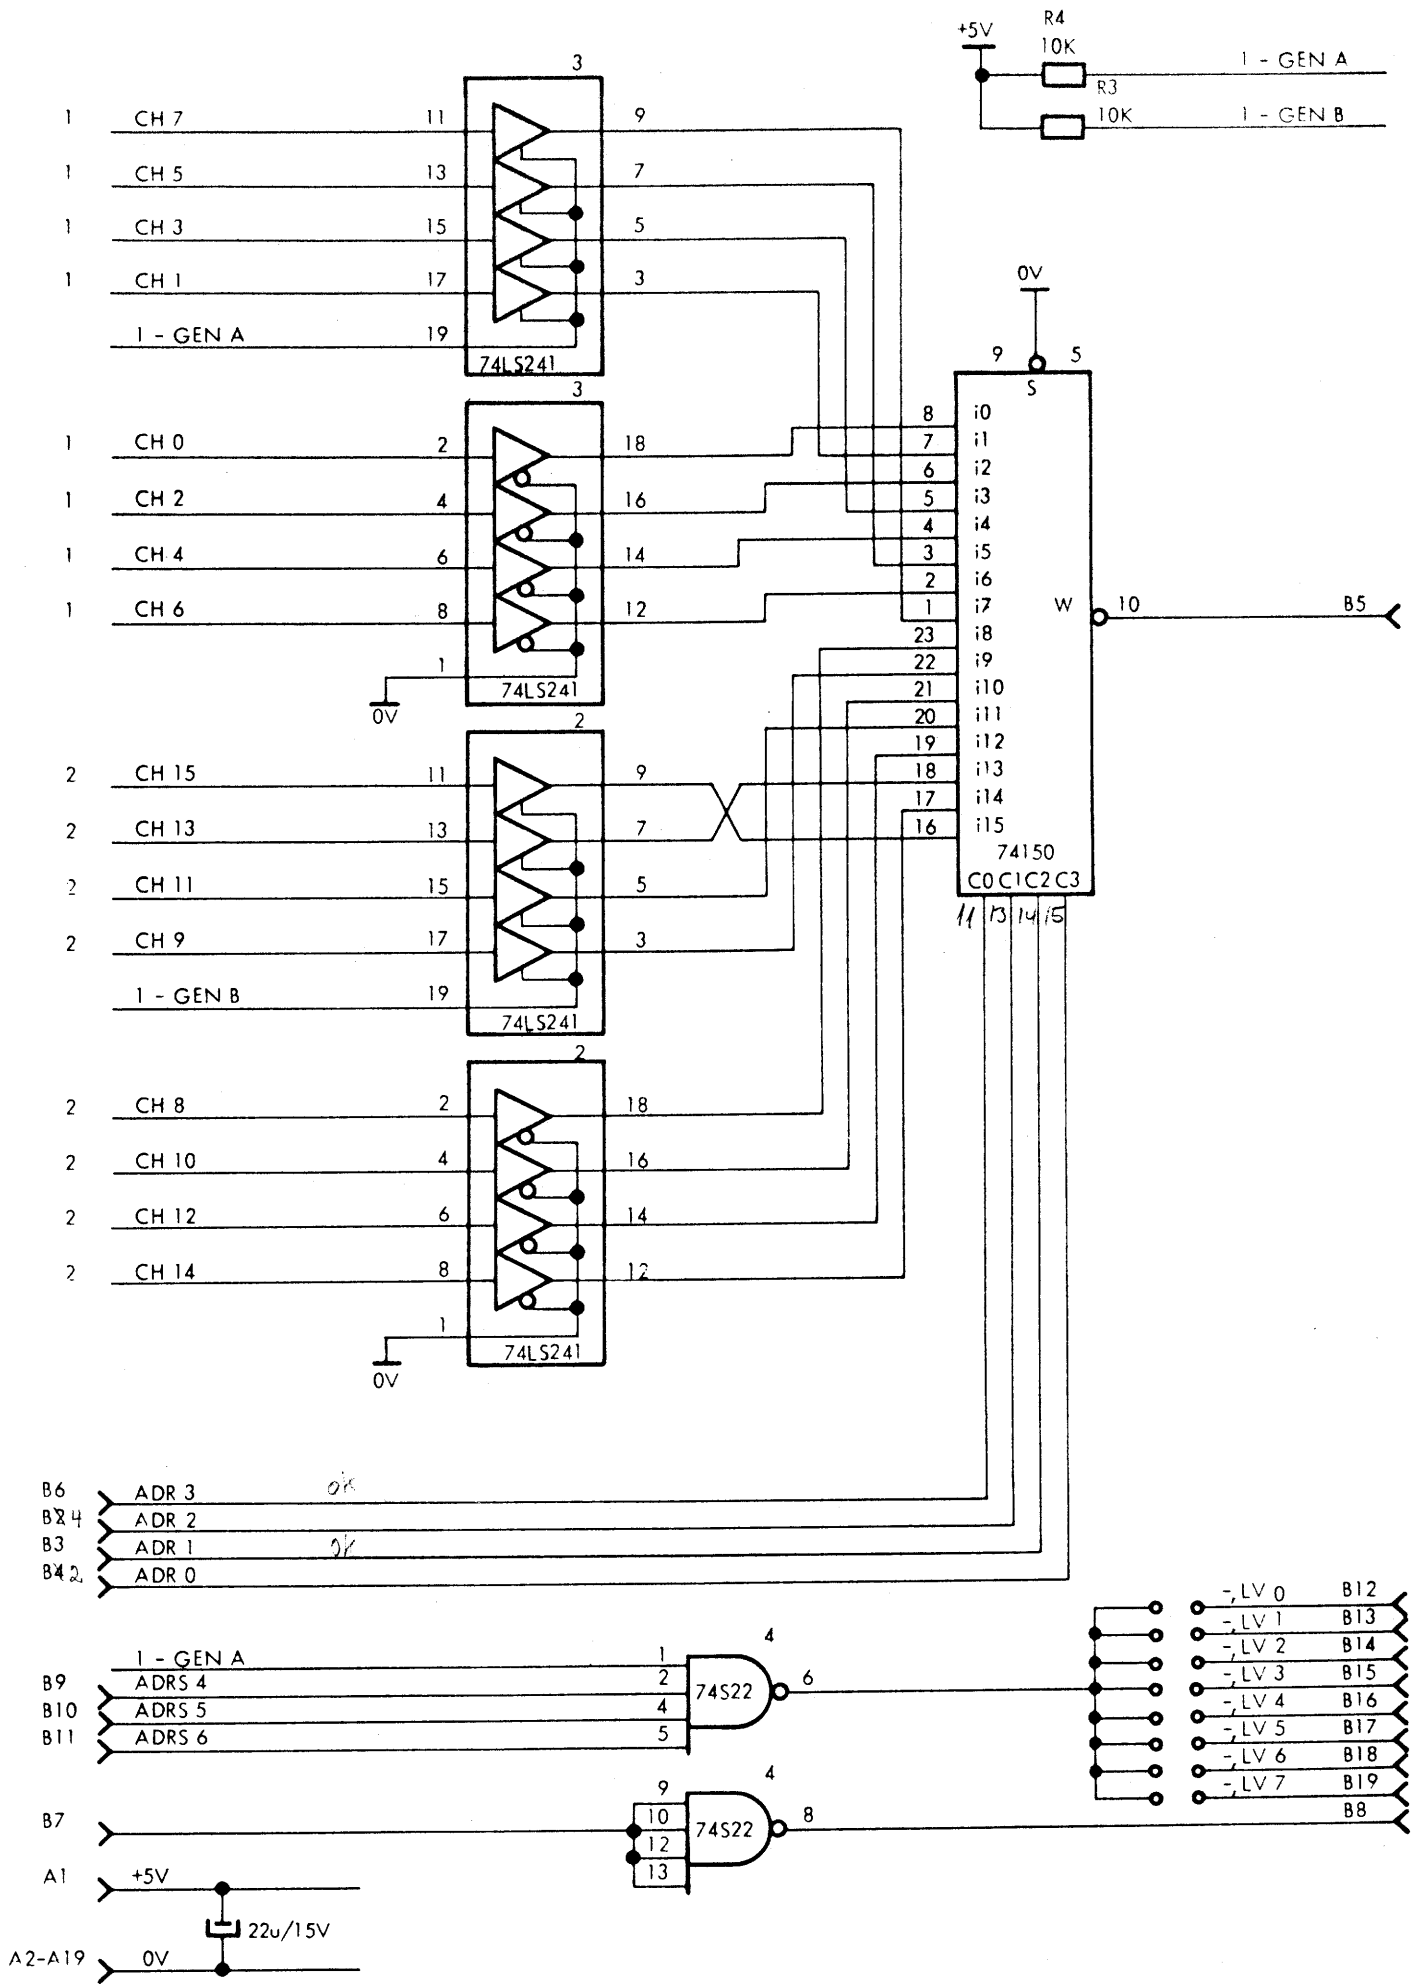 +5V
R4
10K
1 - GEN A
R3
10K
1 - GEN B
3
1 CH 7 11 9
1 CH 5 13 7
1 CH 3 15 5
1 CH 1 17 3
1 - GEN A 19
74LS241
3
1 CH 0 2 18
1 CH 2 4 16
1 CH 4 6 14
1 CH 6 8 12
1
0V
74LS241
2
2 CH 15 11 9
2 CH 13 13 7
2 CH 11 15 5
2 CH 9 17 3
1 - GEN B 19
74LS241
2
2 CH 8 2 18
2 CH 10 4 16
2 CH 12 6 14
2 CH 14 8 12
1
0V
74LS241
0V
9 5
S
8 i0
7 i1
6 i2
5 i3
4 i4
3 i5
2 i6
1 i7
23 i8
22 i9
21 i10
20 i11
19 i12
18 i13
17 i14
16 i15
W 10 B5
74150
C0 C1 C2 C3
11 13 14 15
B6 ADR 3 ok
B24 ADR 2
B3 ADR 1 ok
B42 ADR 0
1 - GEN A 1
B9 ADRS 4 2
B10 ADRS 5 4
B11 ADRS 6 5
4
74S22
6
-,LV 0 B12
-,LV 1 B13
-,LV 2 B14
-,LV 3 B15
-,LV 4 B16
-,LV 5 B17
-,LV 6 B18
-,LV 7 B19
B7
9
10
12
13
4
74S22
8 B8
A1 +5V
22u/15V
A2-A19 0V